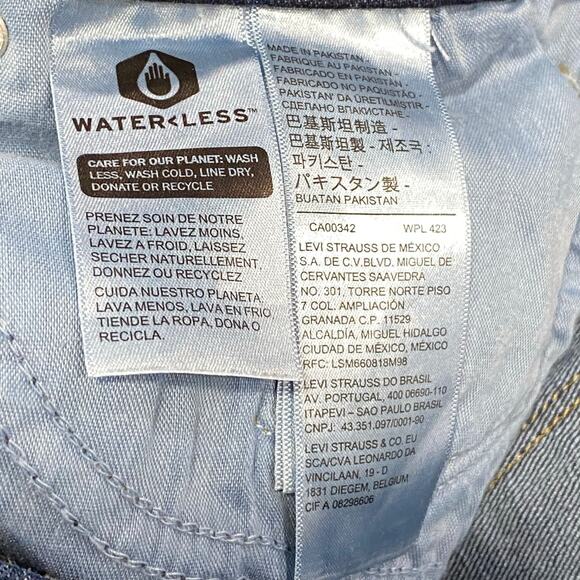 WATER<LESS™
CARE FOR OUR PLANET: WASH
LESS, WASH COLD, LINE DRY,
DONATE OR RECYCLE
PRENEZ SOIN DE NOTRE
PLANETE: LAVEZ MOINS,
LAVEZ A FROID, LAISSEZ
SECHER NATURELLEMENT,
DONNEZ OU RECYCLEZ
CUIDA NUESTRO PLANETA:
LAVA MENOS, LAVA EN FRIO
TIENDE LA ROPA, DONA O
RECICLA.
MADE IN PAKISTAN
FABRIQUE AU PAKISTAN -
FABRICADO EN PAKISTAN -
FABRICADO NO PAQUISTÃO -
PAKISTAN'DA ÜRETILMIŞTIR -
СДЕЛАНО ВПАКИСТАНЕ -
巴基斯坦制造 -
巴基斯坦製 - 제조국 :
파키스탄 -
パキスタン製 -
BUATAN PAKISTAN
CA00342 WPL 423
LEVI STRAUSS DE MÉXICO
S.A. DE C.V.BLVD. MIGUEL DE
CERVANTES SAAVEDRA
NO. 301, TORRE NORTE PISO
7 COL. AMPLIACIÓN
GRANADA C.P. 11529
ALCALDÍA, MIGUEL HIDALGO
CIUDAD DE MÉXICO, MÉXICO
RFC: LSM660818M98
LEVI STRAUSS DO BRASIL
AV. PORTUGAL, 400 06690-110
ITAPEVI – SAO PAULO BRASIL
CNPJ: 43.351.097/0001-90
LEVI STRAUSS & CO. EU
SCA/CVA LEONARDO DA
VINCILAAN, 19 - D
1831 DIEGEM, BELGIUM
CIF A 08298606